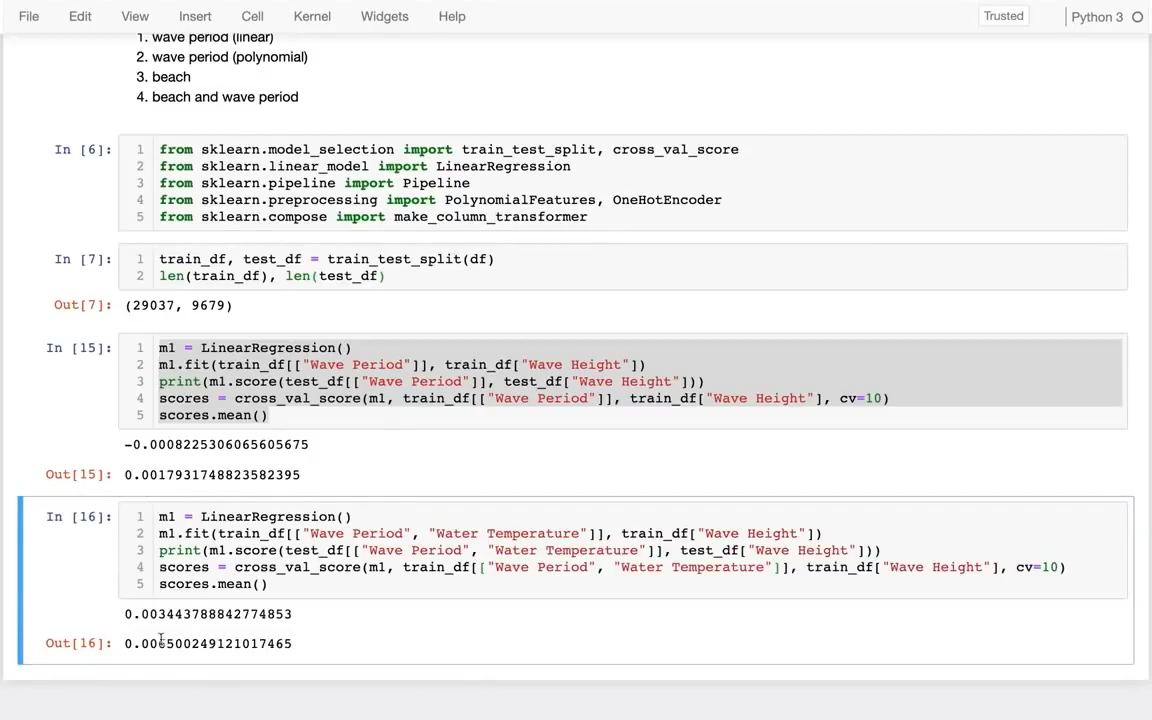 File Edit View Insert Cell Kernel Widgets Help Trusted Python 3
1. wave period (linear)
2. wave period (polynomial)
3. beach
4. beach and wave period
In [6]:
1 from sklearn.model_selection import train_test_split, cross_val_score
2 from sklearn.linear_model import LinearRegression
3 from sklearn.pipeline import Pipeline
4 from sklearn.preprocessing import PolynomialFeatures, OneHotEncoder
5 from sklearn.compose import make_column_transformer
In [7]:
1 train_df, test_df = train_test_split(df)
2 len(train_df), len(test_df)
Out[7]: (29037, 9679)
In [15]:
1 m1 = LinearRegression()
2 m1.fit(train_df[["Wave Period"]], train_df["Wave Height"])
3 print(m1.score(test_df[["Wave Period"]], test_df["Wave Height"]))
4 scores = cross_val_score(m1, train_df[["Wave Period"]], train_df["Wave Height"], cv=10)
5 scores.mean()
-0.0008225306065605675
Out[15]: 0.0017931748823582395
In [16]:
1 m1 = LinearRegression()
2 m1.fit(train_df[["Wave Period", "Water Temperature"]], train_df["Wave Height"])
3 print(m1.score(test_df[["Wave Period", "Water Temperature"]], test_df["Wave Height"]))
4 scores = cross_val_score(m1, train_df[["Wave Period", "Water Temperature"]], train_df["Wave Height"], cv=10)
5 scores.mean()
0.003443788842774853
Out[16]: 0.006500249121017465